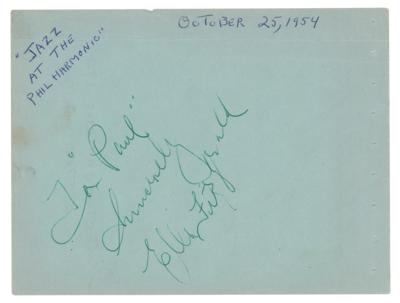 "JAZZ
AT THE
PHILHARMONIC"
OCTOBER 25, 1954
To "Paul"
Sincerely
Ella Fitzgerald